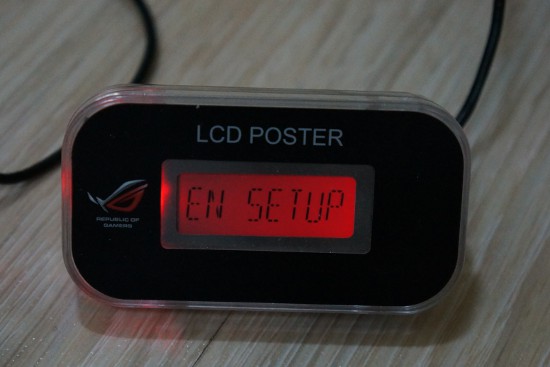 LCD POSTER
EN SETUP
REPUBLIC OF
GAMERS